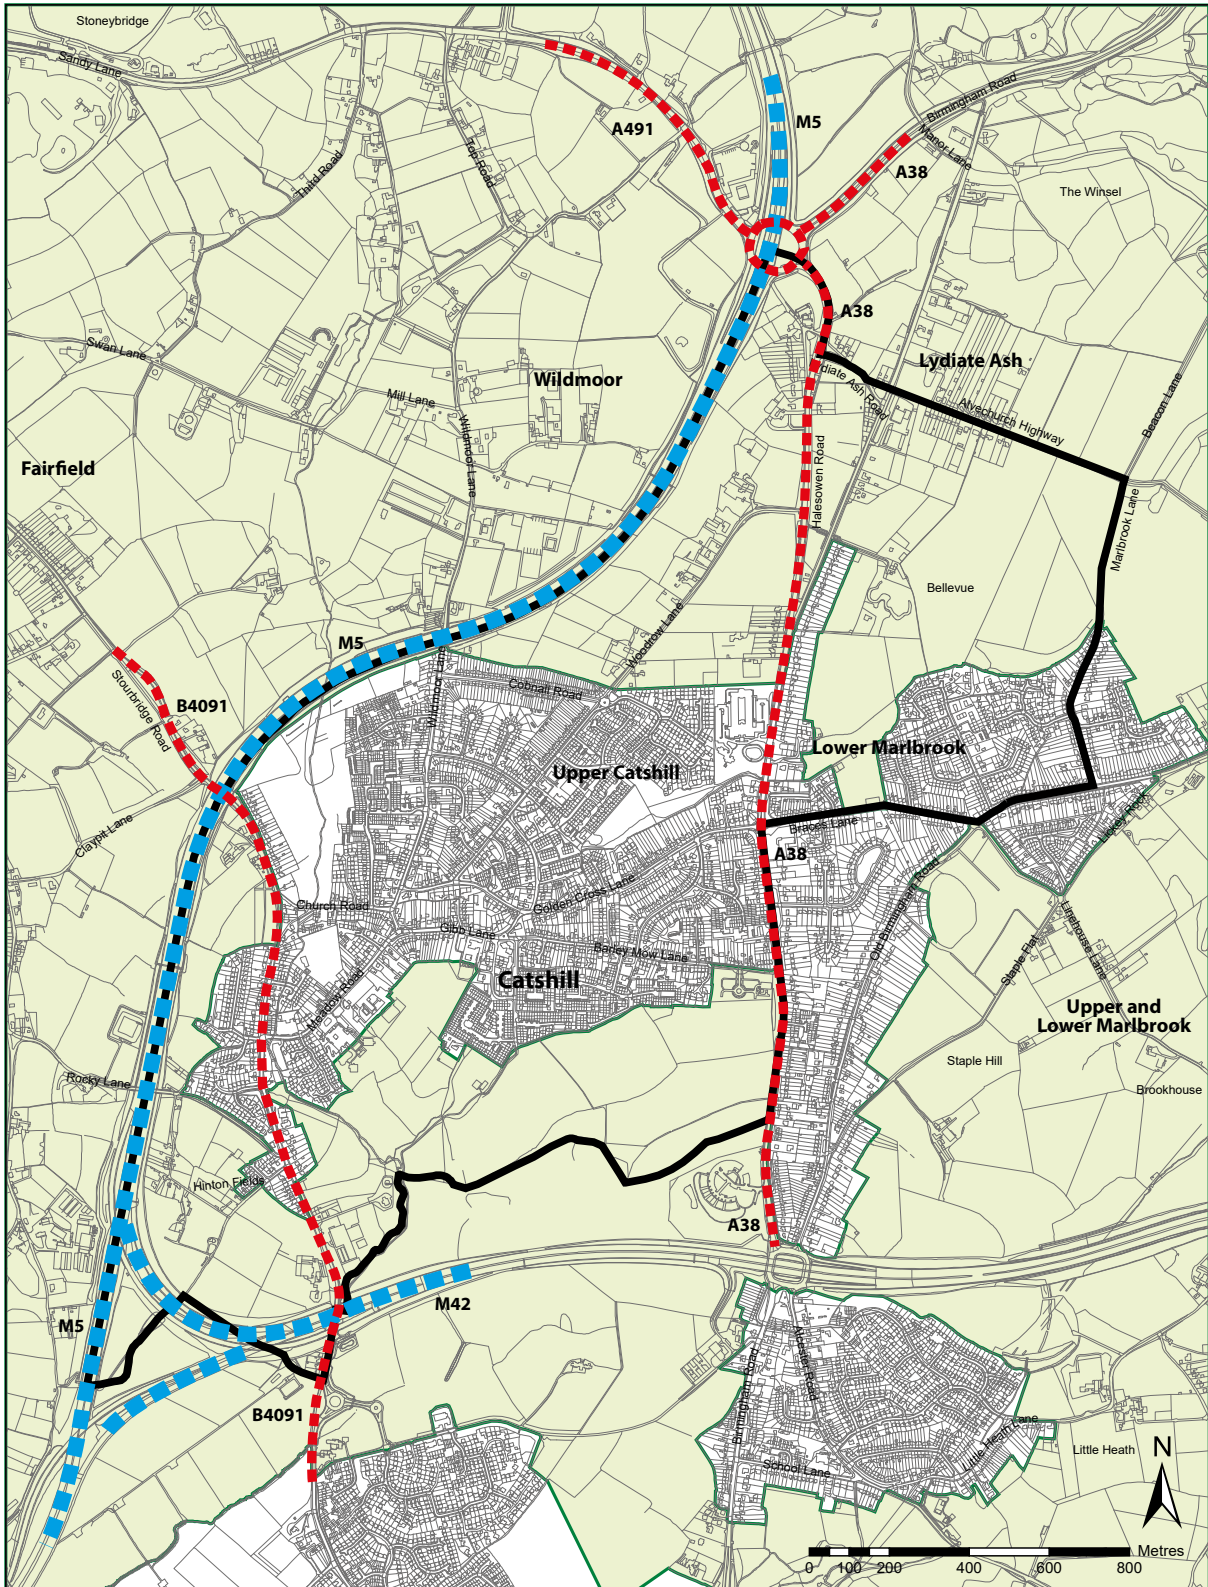 Stoneybridge
Sandy Lane
M5
Birmingham Road
A491
Manor Lane
A38
Top Road
Third Road
The Winsel
A38
Swan Lane
Lydiate Ash
Wildmoor
Lydiate Ash Road
Mill Lane
Alvechurch Highway
Beacon Lane
Wildmoor Lane
Halesowen Road
Fairfield
Marlbrook Lane
Bellevue
M5
Woodrow Lane
Wildmoor Lane
Cobnall Road
Stourbridge Road
B4091
Lower Marlbrook
Upper Catshill
Claypit Lane
Braces Lane
Lickey Rock
A38
Golden Cross Lane
Old Birmingham Road
Church Road
Gibb Lane
Barley Mow Lane
Linehouse Lane
Staple Flat
Catshill
Meadow Road
Upper and
Lower Marlbrook
Staple Hill
Rocky Lane
Brookhouse
Hinton Fields
A38
M42
M5
Birmingham Road
Alcester Road
B4091
Little Heath Lane
Little Heath
School Lane
N
Metres
0 100 200 400 600 800